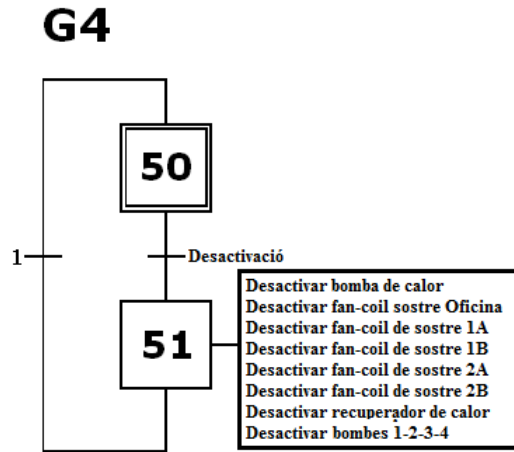 G4
50
1
Desactivació
51
Desactivar bomba de calor
Desactivar fan-coil sostre Oficina
Desactivar fan-coil de sostre 1A
Desactivar fan-coil de sostre 1B
Desactivar fan-coil de sostre 2A
Desactivar fan-coil de sostre 2B
Desactivar recuperador de calor
Desactivar bombes 1-2-3-4